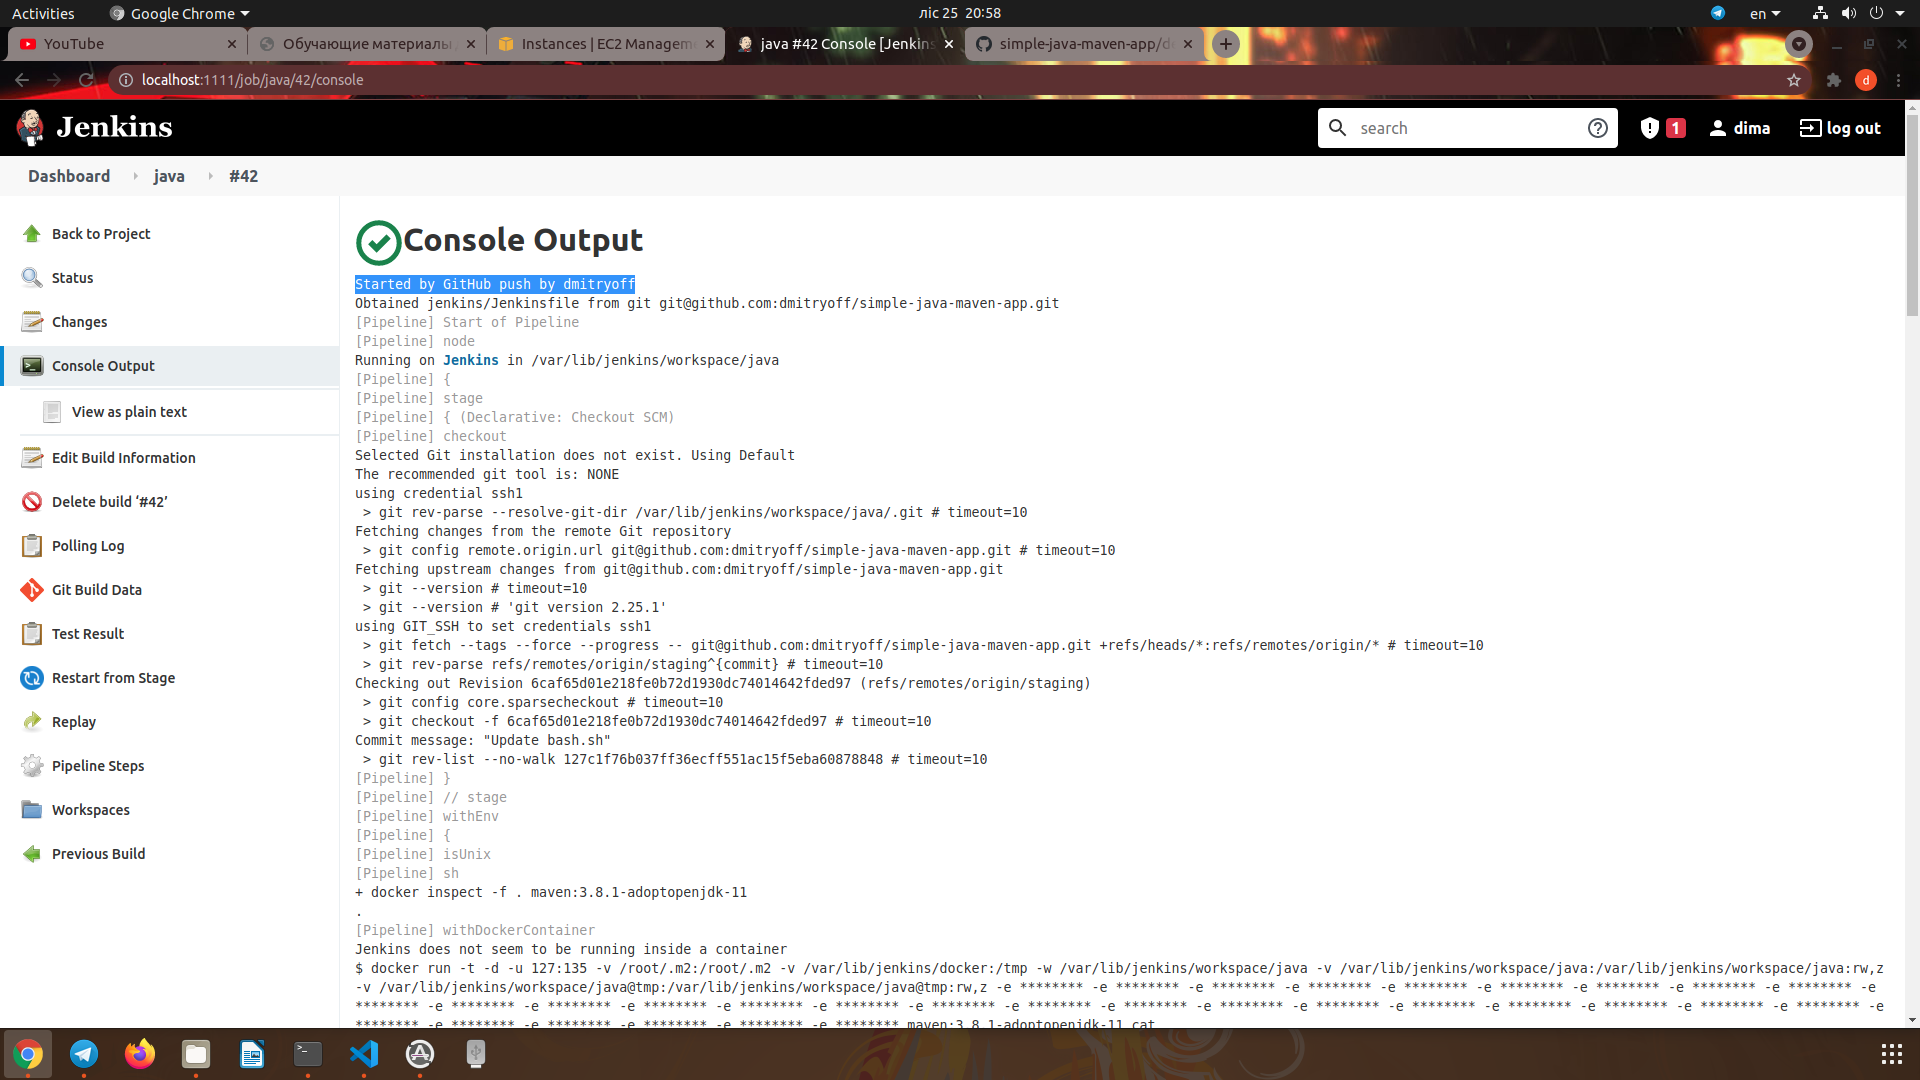 Activities
Google Chrome
ліс 25 20:58
en
YouTube
Обучающие материалы
Instances | EC2 Managem
java #42 Console [Jenkins
simple-java-maven-app/d
localhost:1111/job/java/42/console
d
Jenkins
search
1
dima
log out
Dashboard
java
#42
Back to Project
Status
Changes
Console Output
View as plain text
Edit Build Information
Delete build ‘#42’
Polling Log
Git Build Data
Test Result
Restart from Stage
Replay
Pipeline Steps
Workspaces
Previous Build
Console Output
Started by GitHub push by dmitryoff
Obtained jenkins/Jenkinsfile from git git@github.com:dmitryoff/simple-java-maven-app.git
[Pipeline] Start of Pipeline
[Pipeline] node
Running on Jenkins in /var/lib/jenkins/workspace/java
[Pipeline] {
[Pipeline] stage
[Pipeline] { (Declarative: Checkout SCM)
[Pipeline] checkout
Selected Git installation does not exist. Using Default
The recommended git tool is: NONE
using credential ssh1
> git rev-parse --resolve-git-dir /var/lib/jenkins/workspace/java/.git # timeout=10
Fetching changes from the remote Git repository
> git config remote.origin.url git@github.com:dmitryoff/simple-java-maven-app.git # timeout=10
Fetching upstream changes from git@github.com:dmitryoff/simple-java-maven-app.git
> git --version # timeout=10
> git --version # 'git version 2.25.1'
using GIT_SSH to set credentials ssh1
> git fetch --tags --force --progress -- git@github.com:dmitryoff/simple-java-maven-app.git +refs/heads/*:refs/remotes/origin/* # timeout=10
> git rev-parse refs/remotes/origin/staging^{commit} # timeout=10
Checking out Revision 6caf65d01e218fe0b72d1930dc74014642fded97 (refs/remotes/origin/staging)
> git config core.sparsecheckout # timeout=10
> git checkout -f 6caf65d01e218fe0b72d1930dc74014642fded97 # timeout=10
Commit message: "Update bash.sh"
> git rev-list --no-walk 127c1f76b037ff36ecff551ac15f5eba60878848 # timeout=10
[Pipeline] }
[Pipeline] // stage
[Pipeline] withEnv
[Pipeline] {
[Pipeline] isUnix
[Pipeline] sh
+ docker inspect -f . maven:3.8.1-adoptopenjdk-11
.
[Pipeline] withDockerContainer
Jenkins does not seem to be running inside a container
$ docker run -t -d -u 127:135 -v /root/.m2:/root/.m2 -v /var/lib/jenkins/docker:/tmp -w /var/lib/jenkins/workspace/java -v /var/lib/jenkins/workspace/java:/var/lib/jenkins/workspace/java:rw,z
-v /var/lib/jenkins/workspace/java@tmp:/var/lib/jenkins/workspace/java@tmp:rw,z -e ******** -e ******** -e ******** -e ******** -e ******** -e ******** -e ******** -e ******** -e ******** -e
******** -e ******** -e ******** -e ******** -e ******** -e ******** -e ******** -e ******** -e ******** -e ******** -e ******** -e ******** -e ******** -e ******** -e ******** -e ******** -e
******** -e ******** -e ******** -e ******** -e ******** -e ******** maven:3.8.1-adoptopenjdk-11 cat